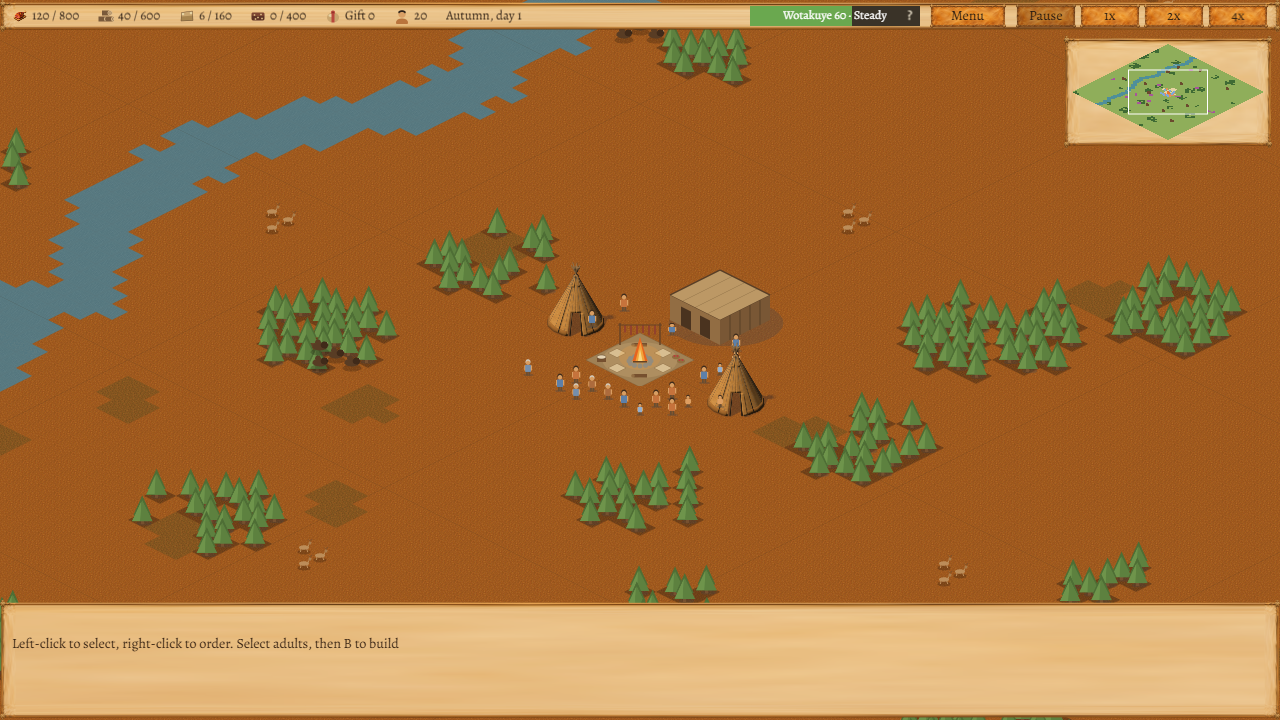 120 / 800 40 / 600 6 / 160 0 / 400 Gift 0 20 Autumn, day 1 Wotakuye 60 - Steady ? Menu Pause 1x 2x 4x
Left-click to select, right-click to order. Select adults, then B to build